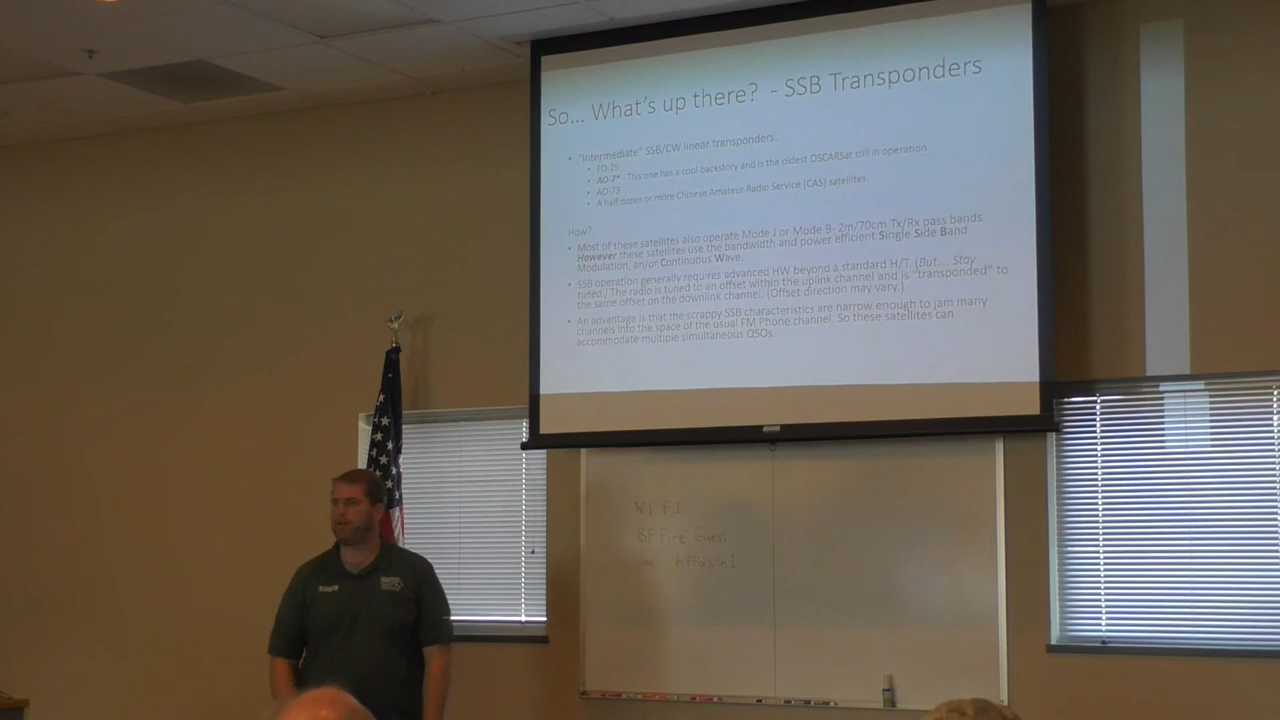 So... What's up there? - SSB Transponders
• "Intermediate" SSB/CW linear transponders:
• FO-29
• AO-7* - This one has a cool backstory and is the oldest OSCARSat still in operation.
• AO-73
• A half dozen or more Chinese Amateur Radio Service (CAS) satellites.
How?
• Most of these satellites also operate Mode J or Mode B- 2m/70cm Tx/Rx pass bands.
However these satellites use the bandwidth and power efficient Single Side Band
Modulation, an/or Continuous Wave.
• SSB operation generally requires advanced HW beyond a standard H/T. (But... Stay
tuned.) The radio is tuned to an offset within the uplink channel and is "transponded" to
the same offset on the downlink channel. (Offset direction may vary.)
• An advantage is that the scrappy SSB characteristics are narrow enough to jam many
channels into the space of the usual FM Phone channel. So these satellites can
accommodate multiple simultaneous QSOs.
WIFI:
BFFire Guest
bffdstn1